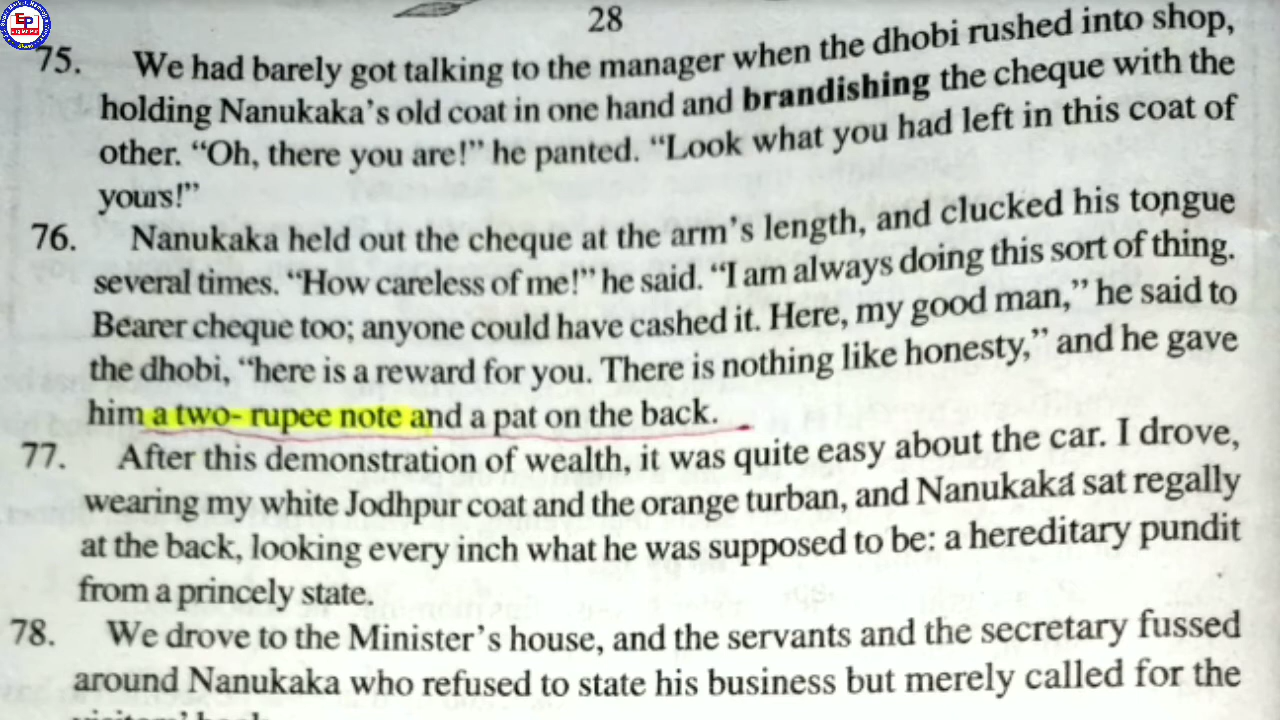 EP
28
75. We had barely got talking to the manager when the dhobi rushed into shop,
holding Nanukaka's old coat in one hand and brandishing the cheque with the
other. “Oh, there you are!” he panted. “Look what you had left in this coat of
yours!”
76. Nanukaka held out the cheque at the arm's length, and clucked his tongue
several times. “How careless of me!” he said. “I am always doing this sort of thing.
Bearer cheque too; anyone could have cashed it. Here, my good man,” he said to
the dhobi, “here is a reward for you. There is nothing like honesty,” and he gave
him a two- rupee note and a pat on the back.
77. After this demonstration of wealth, it was quite easy about the car. I drove,
wearing my white Jodhpur coat and the orange turban, and Nanukaka sat regally
at the back, looking every inch what he was supposed to be: a hereditary pundit
from a princely state.
78. We drove to the Minister's house, and the servants and the secretary fussed
around Nanukaka who refused to state his business but merely called for the